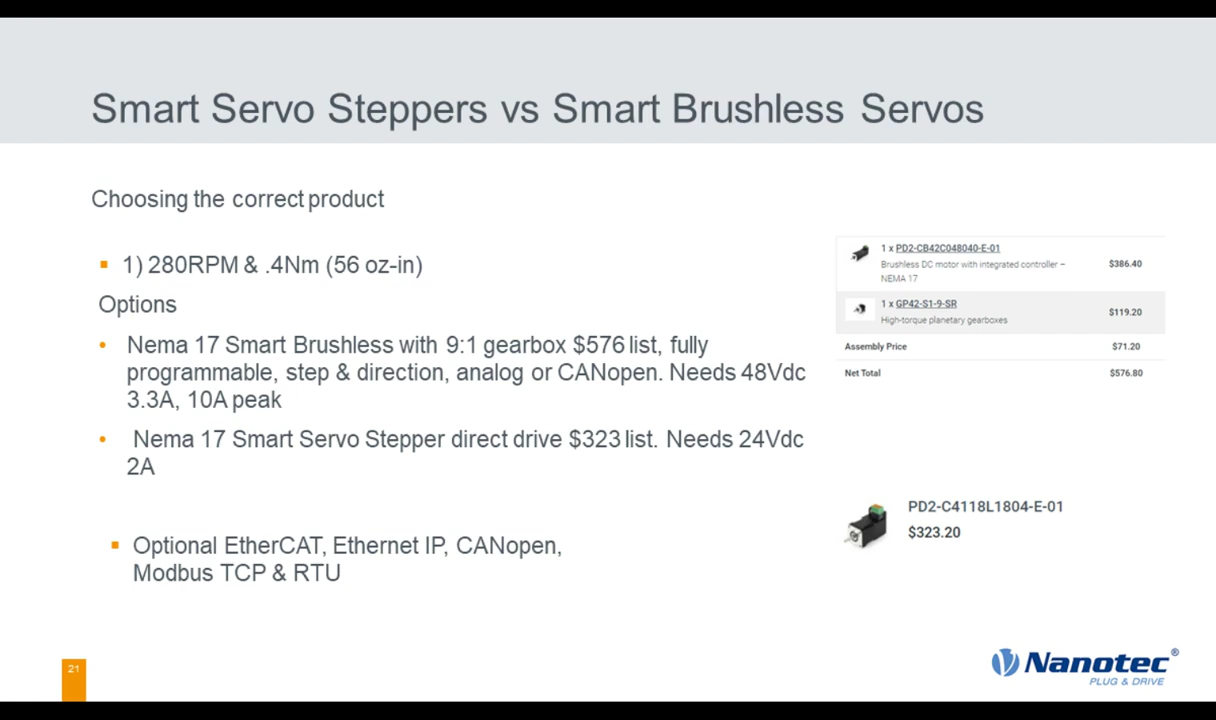 Smart Servo Steppers vs Smart Brushless Servos
Choosing the correct product
1) 280RPM & .4Nm (56 oz-in)
Options
Nema 17 Smart Brushless with 9:1 gearbox $576 list, fully
programmable, step & direction, analog or CANopen. Needs 48Vdc
3.3A, 10A peak
Nema 17 Smart Servo Stepper direct drive $323 list. Needs 24Vdc
2A
Optional EtherCAT, Ethernet IP, CANopen,
Modbus TCP & RTU
1 x PD2-CB42C048040-E-01
Brushless DC motor with integrated controller –
NEMA 17
$386.40
1 x GP42-S1-9-SR
High-torque planetary gearboxes
$119.20
Assembly Price $71.20
Net Total $576.80
PD2-C4118L1804-E-01
$323.20
21
Nanotec®
PLUG & DRIVE